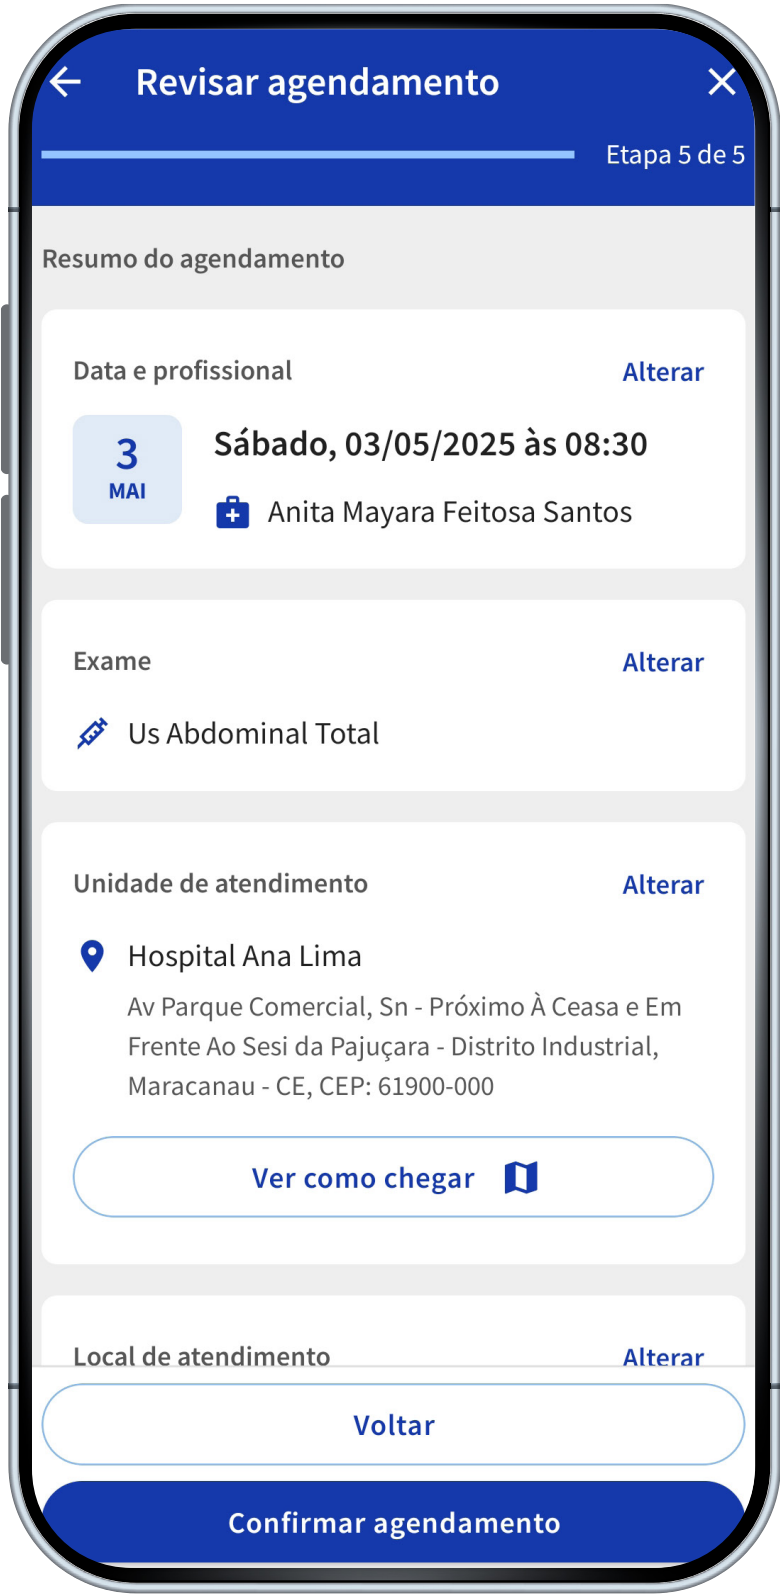 Revisar agendamento
Etapa 5 de 5
Resumo do agendamento
Data e profissional
Alterar
3
MAI
Sábado, 03/05/2025 às 08:30
Anita Mayara Feitosa Santos
Exame
Alterar
Us Abdominal Total
Unidade de atendimento
Alterar
Hospital Ana Lima
Av Parque Comercial, Sn - Próximo À Ceasa e Em
Frente Ao Sesi da Pajuçara - Distrito Industrial,
Maracanau - CE, CEP: 61900-000
Ver como chegar
Local de atendimento
Alterar
Voltar
Confirmar agendamento